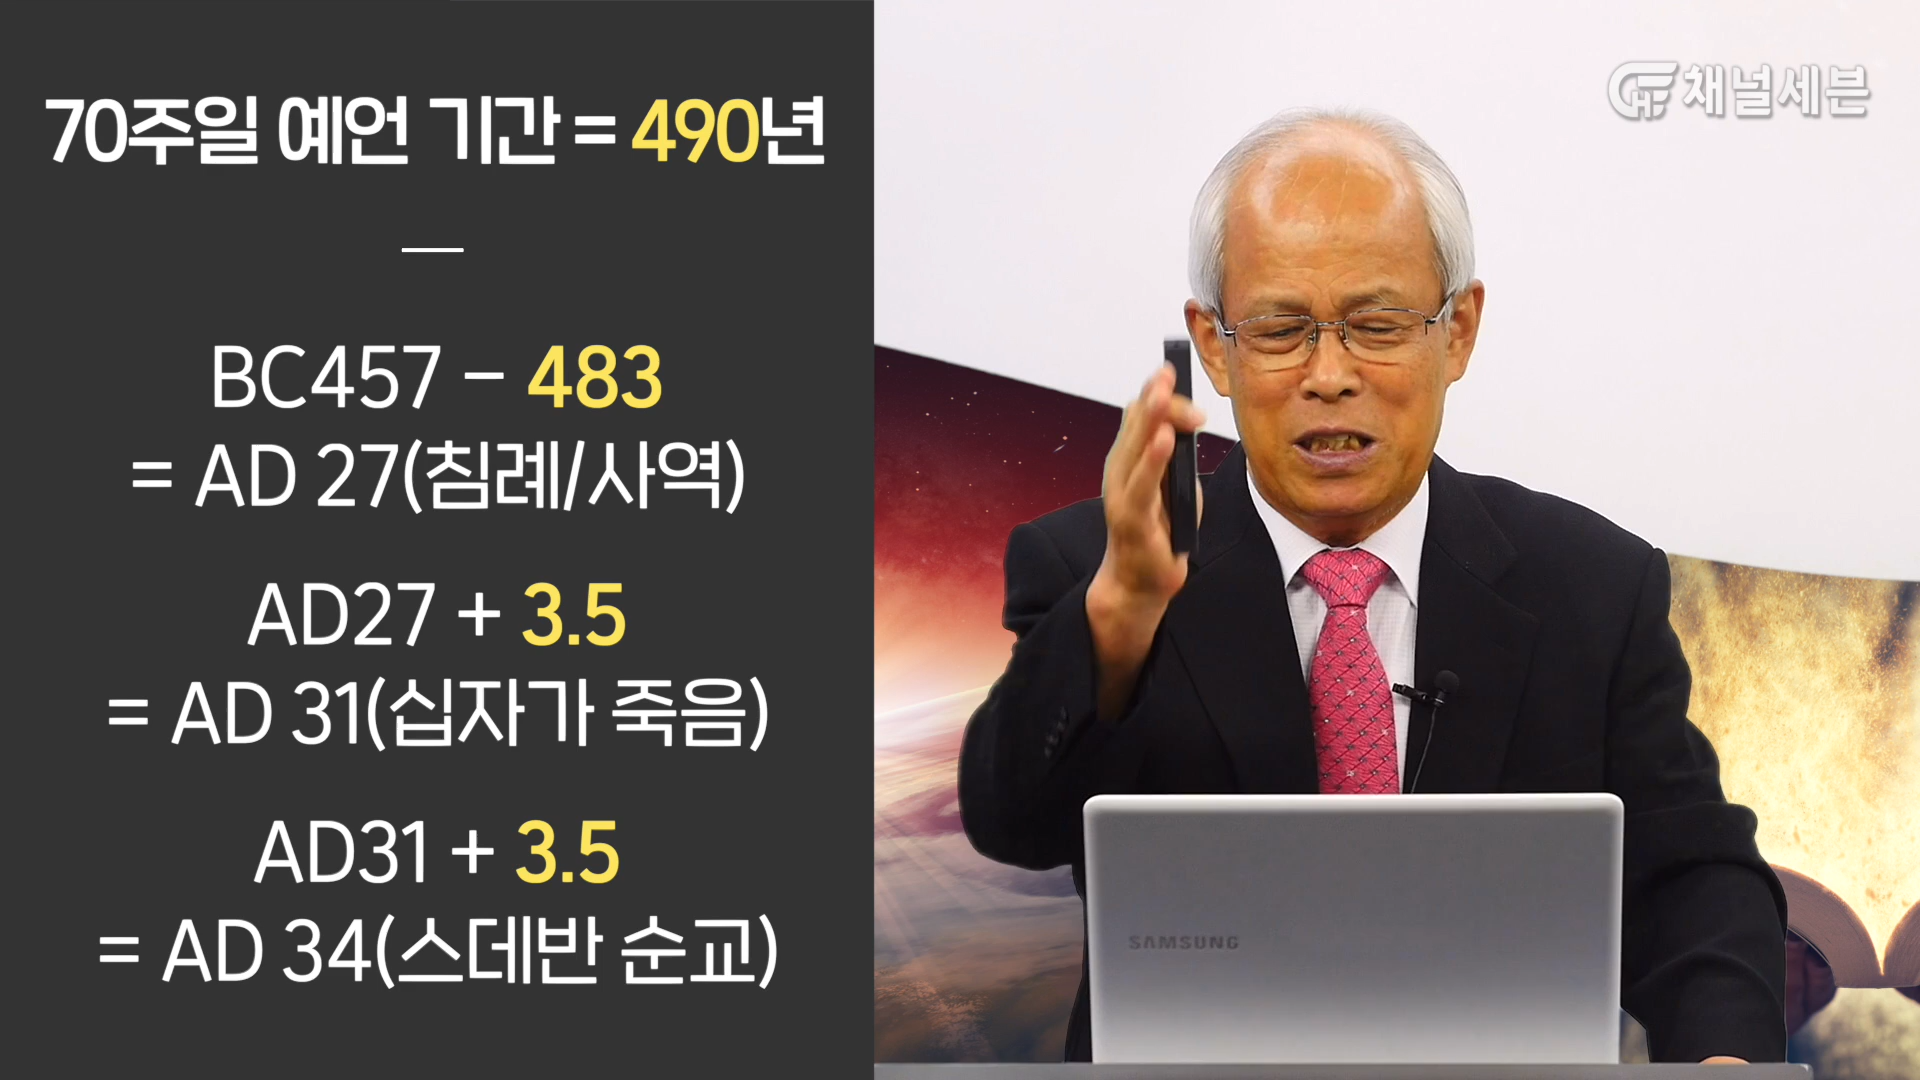 70주일 예언 기간 = 490년
BC457 – 483
= AD 27(침례/사역)
AD27 + 3.5
= AD 31(십자가 죽음)
AD31 + 3.5
= AD 34(스데반 순교)
CH 채널세븐
SAMSUNG